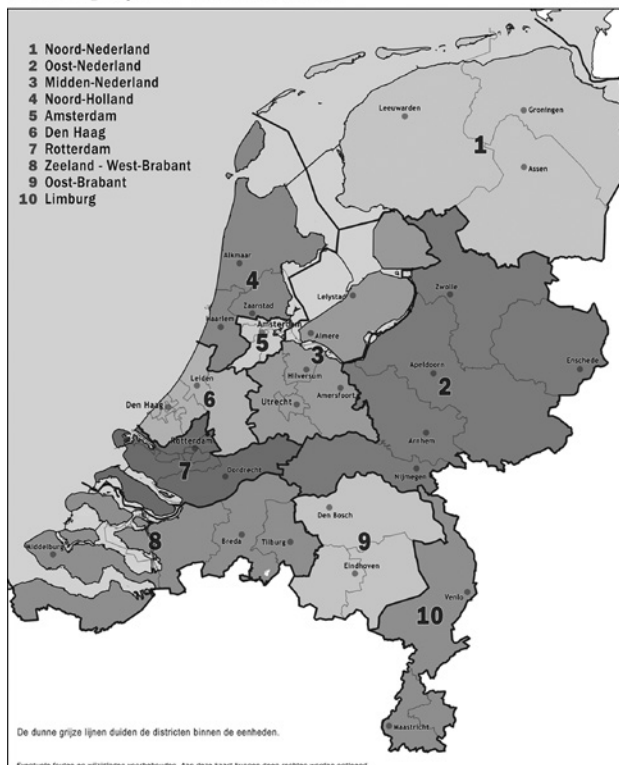 1 Noord-Nederland
2 Oost-Nederland
3 Midden-Nederland
4 Noord-Holland
5 Amsterdam
6 Den Haag
7 Rotterdam
8 Zeeland - West-Brabant
9 Oost-Brabant
10 Limburg
Leeuwarden
Groningen
1
Assen
Alkmaar
4
Zaanstad
Haarlem
Lelystad
Zwolle
Amsterdam
5
Almere
3
Hilversum
Apeldoorn
Enschede
2
Leiden
6
Den Haag
Utrecht
Amersfoort
Arnhem
Rotterdam
7
Dordrecht
Nijmegen
Den Bosch
8
Middelburg
Breda
Tilburg
9
Eindhoven
Venlo
10
Maastricht
De dunne grijze lijnen duiden de districten binnen de eenheden.